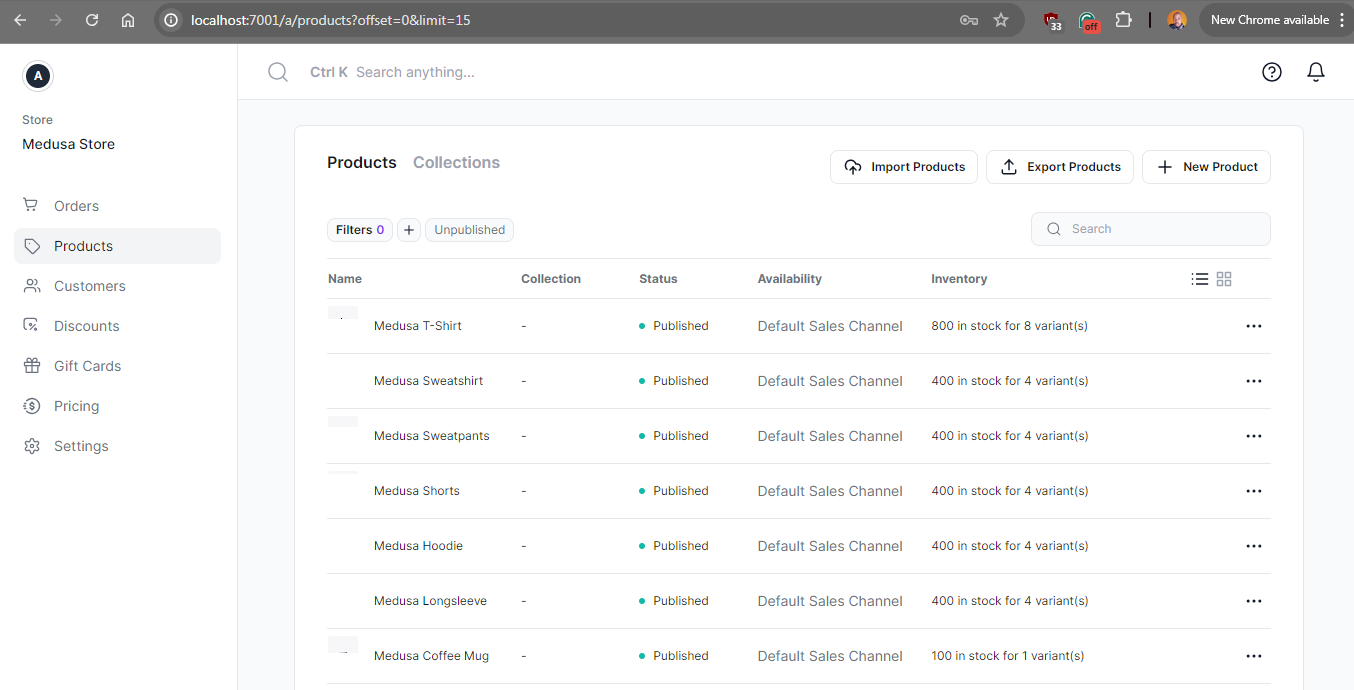 localhost:7001/a/products?offset=0&limit=15
33
off
New Chrome available
A
Ctrl K Search anything...
Store
Medusa Store
Orders
Products
Customers
Discounts
Gift Cards
Pricing
Settings
Products Collections
Import Products
Export Products
New Product
Filters 0
Unpublished
Search
Name Collection Status Availability Inventory
Medusa T-Shirt - Published Default Sales Channel 800 in stock for 8 variant(s)
Medusa Sweatshirt - Published Default Sales Channel 400 in stock for 4 variant(s)
Medusa Sweatpants - Published Default Sales Channel 400 in stock for 4 variant(s)
Medusa Shorts - Published Default Sales Channel 400 in stock for 4 variant(s)
Medusa Hoodie - Published Default Sales Channel 400 in stock for 4 variant(s)
Medusa Longsleeve - Published Default Sales Channel 400 in stock for 4 variant(s)
Medusa Coffee Mug - Published Default Sales Channel 100 in stock for 1 variant(s)